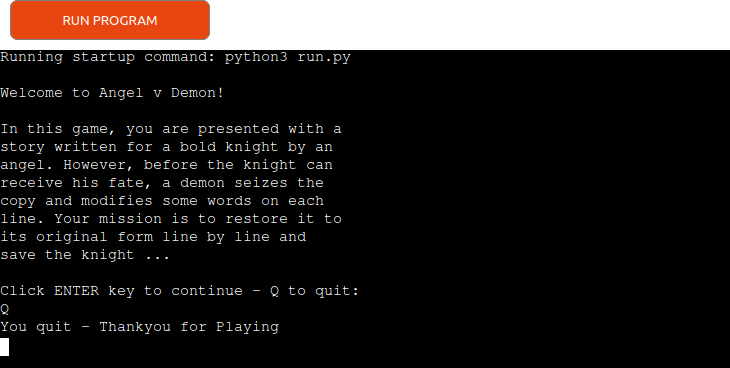 RUN PROGRAM
Running startup command: python3 run.py
Welcome to Angel v Demon!
In this game, you are presented with a
story written for a bold knight by an
angel. However, before the knight can
receive his fate, a demon seizes the
copy and modifies some words on each
line. Your mission is to restore it to
its original form line by line and
save the knight ...
Click ENTER key to continue - Q to quit:
Q
You quit - Thankyou for Playing